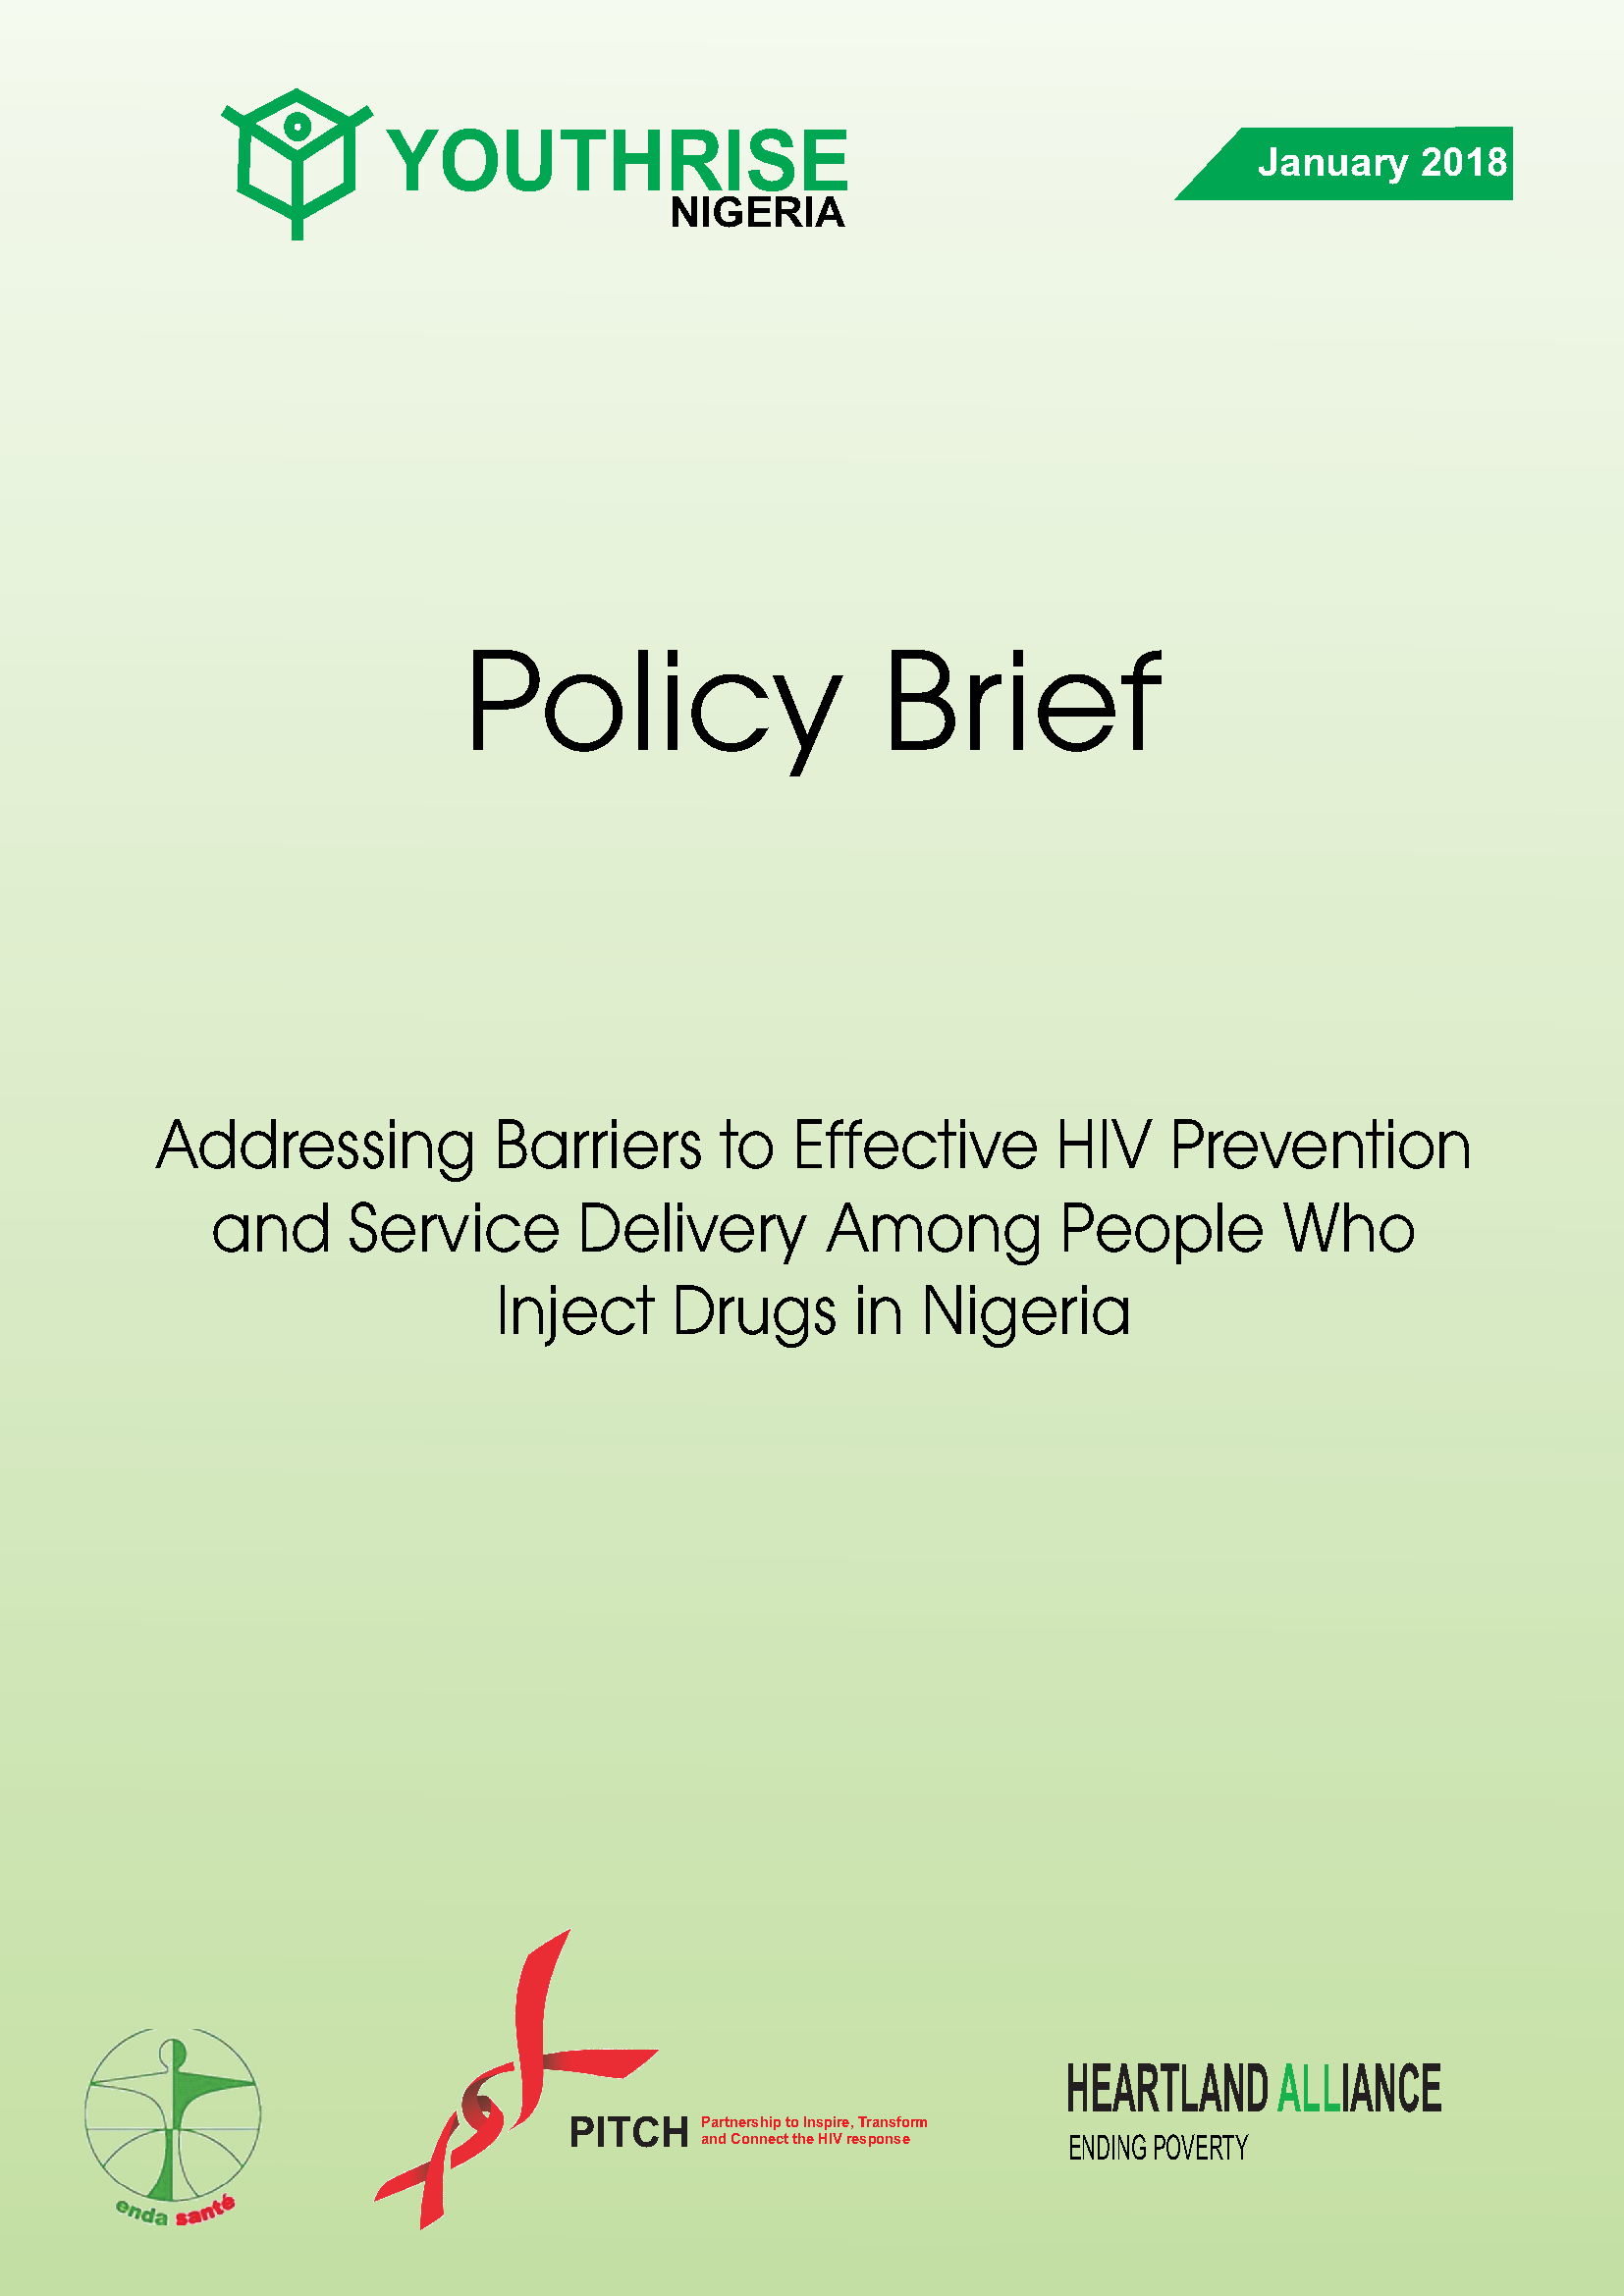 YOUTHRISE
NIGERIA
January 2018
Policy Brief
Addressing Barriers to Effective HIV Prevention
and Service Delivery Among People Who
Inject Drugs in Nigeria
enda santé
PITCH
Partnership to Inspire, Transform
and Connect the HIV response
HEARTLAND ALLIANCE
ENDING POVERTY